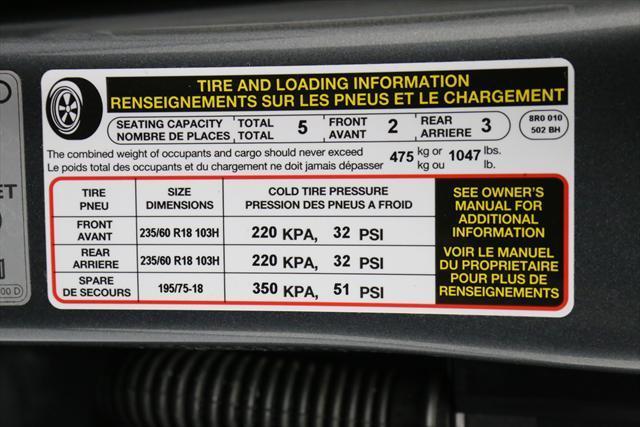 TIRE AND LOADING INFORMATION
RENSEIGNEMENTS SUR LES PNEUS ET LE CHARGEMENT
SEATING CAPACITY TOTAL 5 FRONT 2 REAR 3
NOMBRE DE PLACES TOTAL AVANT ARRIERE
8R0 010
502 BH
The combined weight of occupants and cargo should never exceed 475 kg or 1047 lbs.
Le poids total des occupants et du chargement ne doit jamais dépasser kg ou lb.
TIRE SIZE COLD TIRE PRESSURE
PNEU DIMENSIONS PRESSION DES PNEUS A FROID
FRONT
AVANT 235/60 R18 103H 220 KPA, 32 PSI
REAR
ARRIERE 235/60 R18 103H 220 KPA, 32 PSI
SPARE
DE SECOURS 195/75-18 350 KPA, 51 PSI
SEE OWNER'S
MANUAL FOR
ADDITIONAL
INFORMATION
VOIR LE MANUEL
DU PROPRIETAIRE
POUR PLUS DE
RENSEIGNEMENTS
ET
00 D